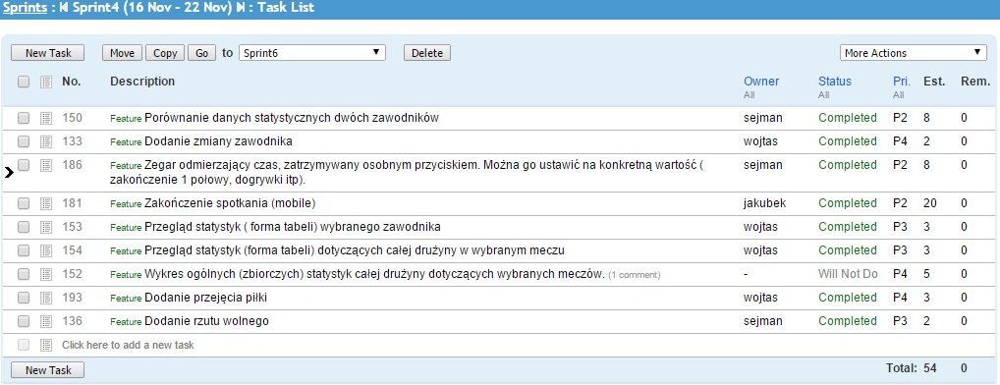 Sprints : Sprint4 (16 Nov - 22 Nov) : Task List
New Task Move Copy Go to Sprint6 Delete More Actions
No. Description Owner Status Pri. Est. Rem.
All All All
150 Feature Porównanie danych statystycznych dwóch zawodników sejman Completed P2 8 0
133 Feature Dodanie zmiany zawodnika wojtas Completed P4 2 0
186 Feature Zegar odmierzający czas, zatrzymywany osobnym przyciskiem. Można go ustawić na konkretną wartość ( sejman Completed P2 8 0
zakończenie 1 połowy, dogrywki itp).
181 Feature Zakończenie spotkania (mobile) jakubek Completed P2 20 0
153 Feature Przegląd statystyk ( forma tabeli) wybranego zawodnika wojtas Completed P3 3 0
154 Feature Przegląd statystyk (forma tabeli) dotyczących całej drużyny w wybranym meczu wojtas Completed P3 3 0
152 Feature Wykres ogólnych (zbiorczych) statystyk całej drużyny dotyczących wybranych meczów. (1 comment) - Will Not Do P4 5 0
193 Feature Dodanie przejęcia piłki wojtas Completed P4 3 0
136 Feature Dodanie rzutu wolnego sejman Completed P3 2 0
Click here to add a new task
New Task Total: 54 0